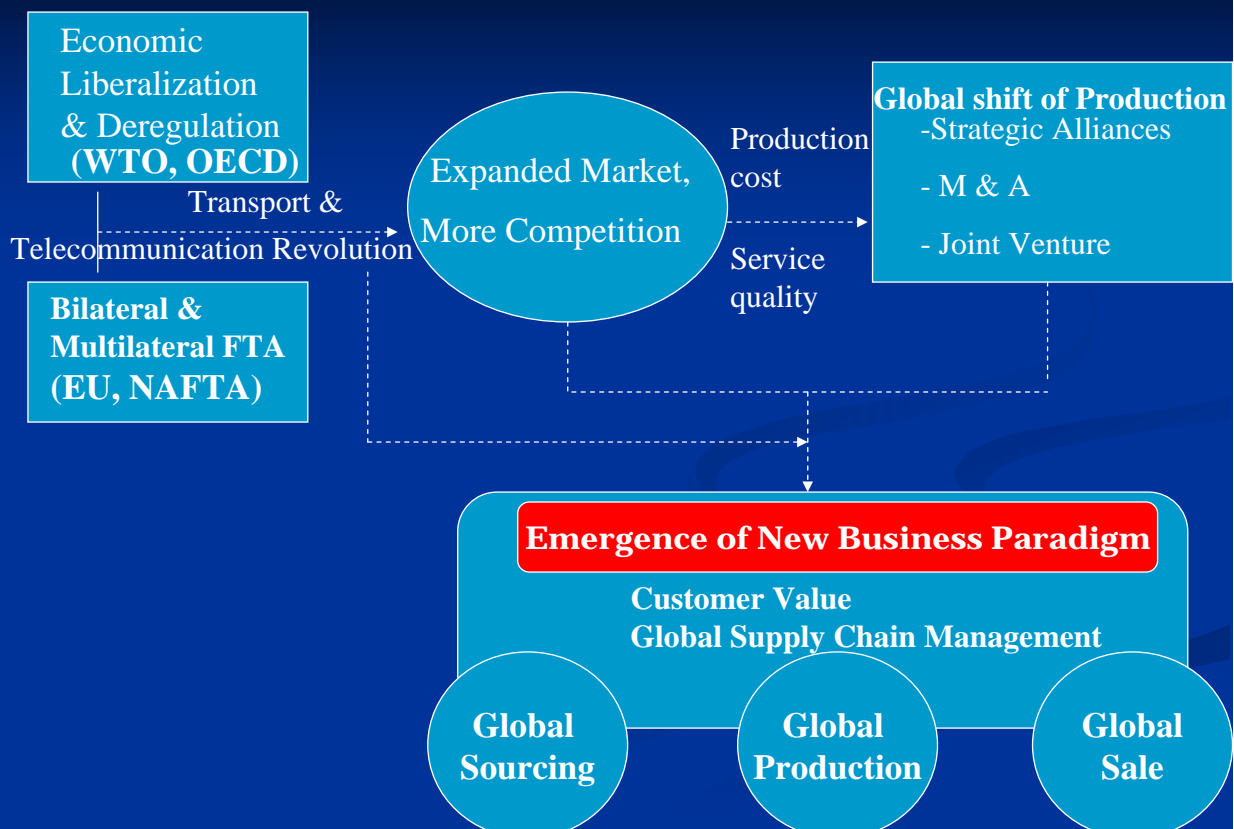 Economic
Liberalization
& Deregulation
(WTO, OECD)
Transport &
Telecommunication Revolution
Bilateral &
Multilateral FTA
(EU, NAFTA)
Expanded Market,
More Competition
Production
cost
Service
quality
Global shift of Production
-Strategic Alliances
- M & A
- Joint Venture
Emergence of New Business Paradigm
Customer Value
Global Supply Chain Management
Global
Sourcing
Global
Production
Global
Sale